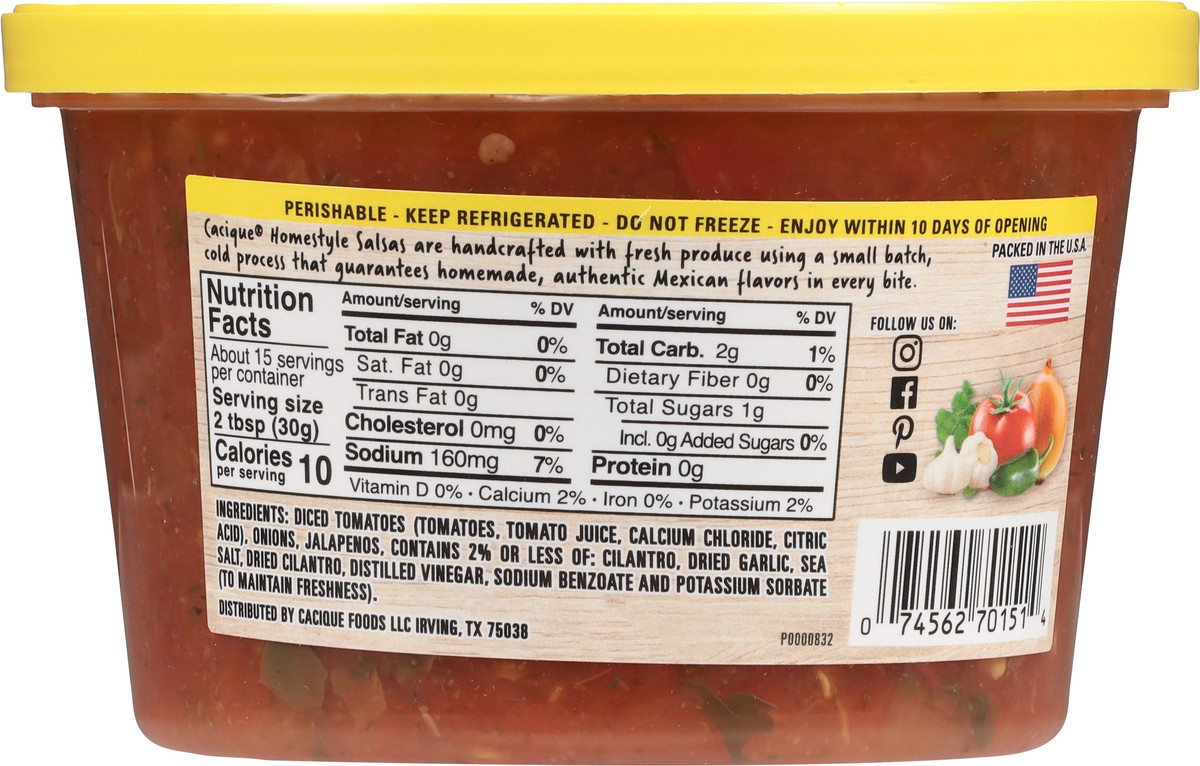 PERISHABLE - KEEP REFRIGERATED - DO NOT FREEZE - ENJOY WITHIN 10 DAYS OF OPENING
Cacique® Homestyle Salsas are handcrafted with fresh produce using a small batch,
cold process that guarantees homemade, authentic Mexican flavors in every bite.
PACKED IN THE U.S.A.
Nutrition
Facts
About 15 servings
per container
Serving size
2 tbsp (30g)
Calories 10
per serving
Amount/serving % DV
Total Fat 0g 0%
Sat. Fat 0g 0%
Trans Fat 0g
Cholesterol 0mg 0%
Sodium 160mg 7%
Amount/serving % DV
Total Carb. 2g 1%
Dietary Fiber 0g 0%
Total Sugars 1g
Incl. 0g Added Sugars 0%
Protein 0g
Vitamin D 0% · Calcium 2% · Iron 0% · Potassium 2%
FOLLOW US ON:
INGREDIENTS: DICED TOMATOES (TOMATOES, TOMATO JUICE, CALCIUM CHLORIDE, CITRIC
ACID), ONIONS, JALAPENOS, CONTAINS 2% OR LESS OF: CILANTRO, DRIED GARLIC, SEA
SALT, DRIED CILANTRO, DISTILLED VINEGAR, SODIUM BENZOATE AND POTASSIUM SORBATE
(TO MAINTAIN FRESHNESS).
DISTRIBUTED BY CACIQUE FOODS LLC IRVING, TX 75038
P0000832
0 74562 70151 4